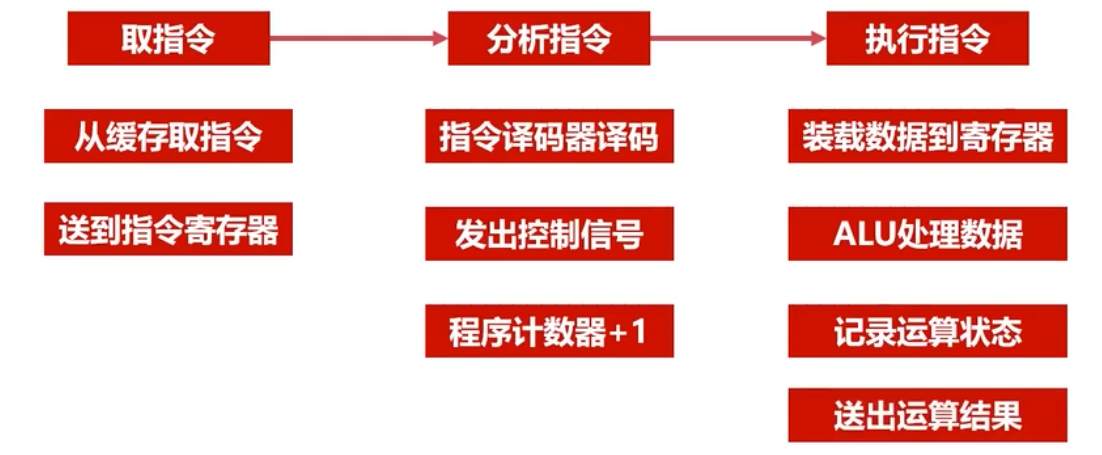 取指令
分析指令
执行指令
从缓存取指令
指令译码器译码
装载数据到寄存器
送到指令寄存器
发出控制信号
ALU处理数据
程序计数器+1
记录运算状态
送出运算结果